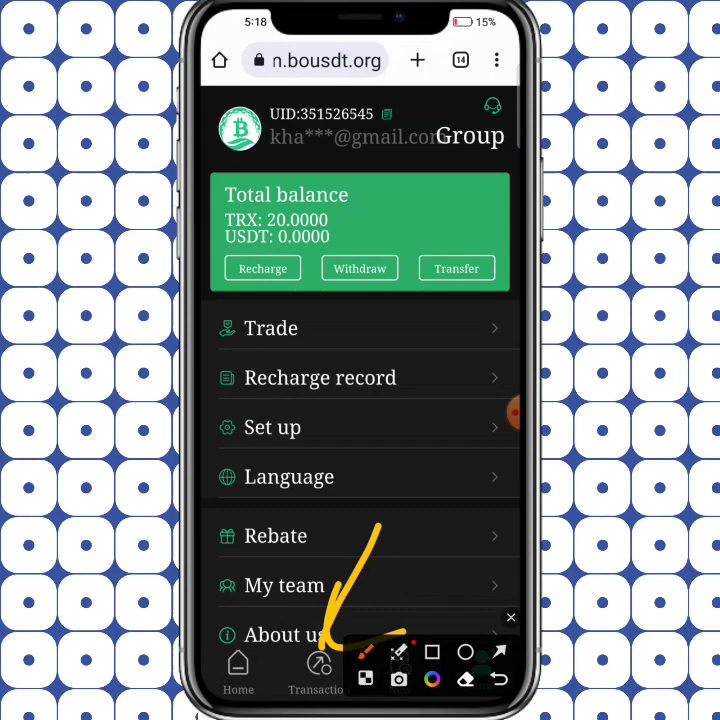 5:18
15%
n.bousdt.org
14
UID:351526545
kha***@gmail.com
Group
Total balance
TRX: 20.0000
USDT: 0.0000
Recharge
Withdraw
Transfer
Trade
Recharge record
Set up
Language
Rebate
My team
About us
Home
Transactio